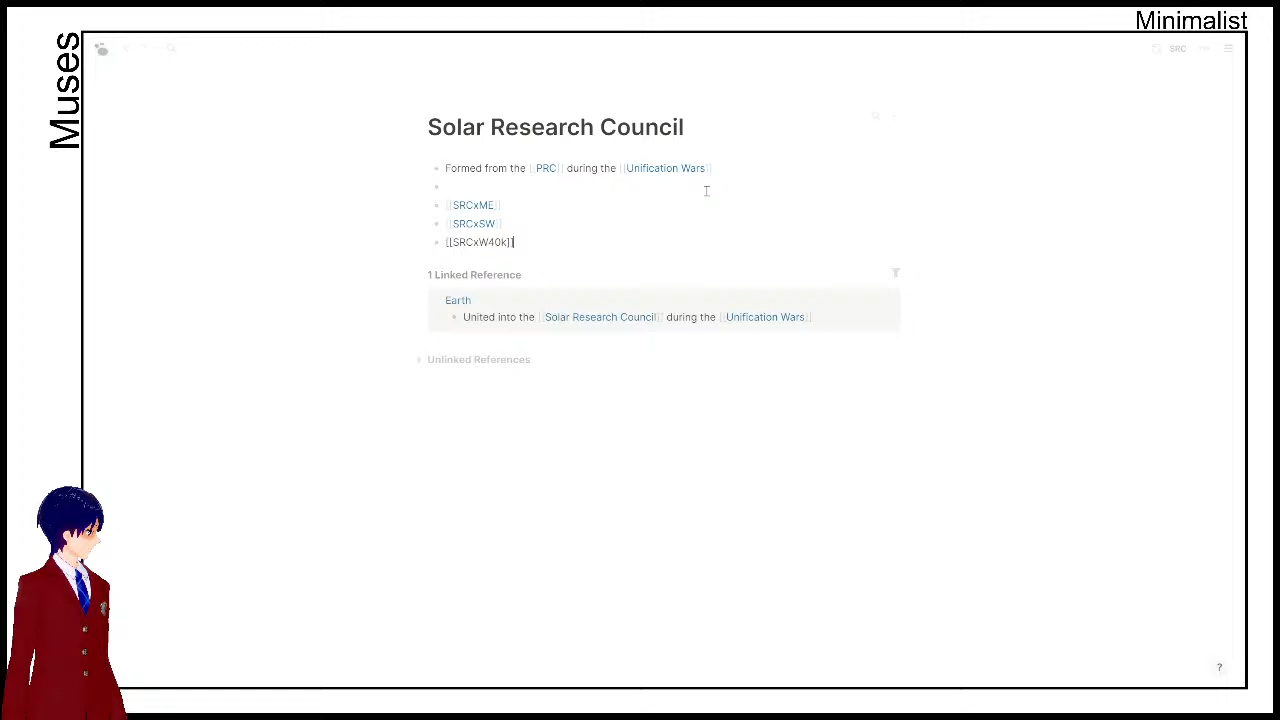 Minimalist
Muses
SRC
Solar Research Council
Formed from the [[PRC]] during the [[Unification Wars]]
[[SRCxME]]
[[SRCxSW]]
[[SRCxW40k]]
1 Linked Reference
Earth
United into the [[Solar Research Council]] during the [[Unification Wars]]
Unlinked References
?